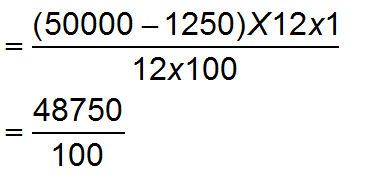 = (50000 – 1250)X12x1
12x100
= 48750
100